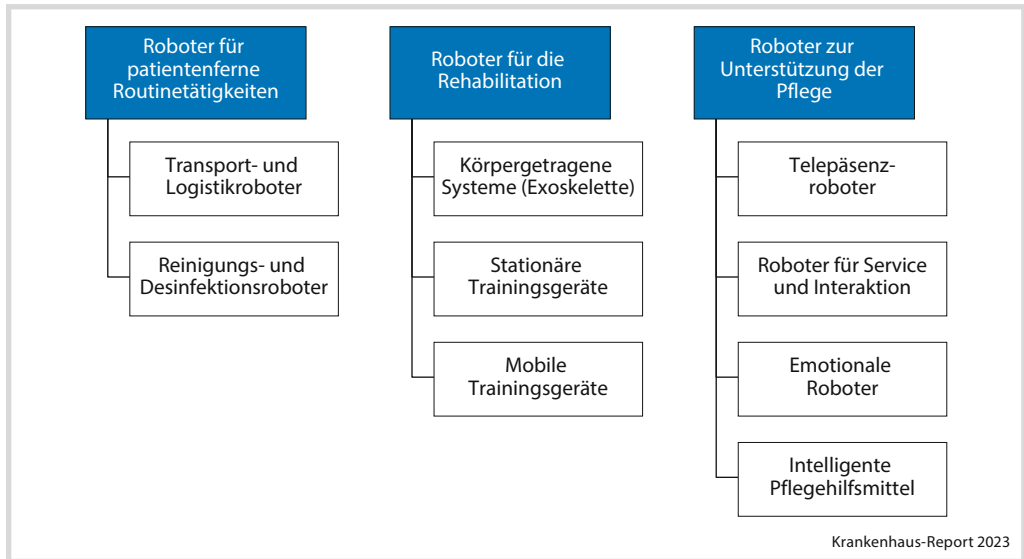 Roboter für
patientenferne
Routinetätigkeiten
Transport- und
Logistikroboter
Reinigungs- und
Desinfektionsroboter
Roboter für die
Rehabilitation
Körpergetragene
Systeme (Exoskelette)
Stationäre
Trainingsgeräte
Mobile
Trainingsgeräte
Roboter zur
Unterstützung der
Pflege
Telepäsenz-
roboter
Roboter für Service
und Interaktion
Emotionale
Roboter
Intelligente
Pflegehilfsmittel
Krankenhaus-Report 2023